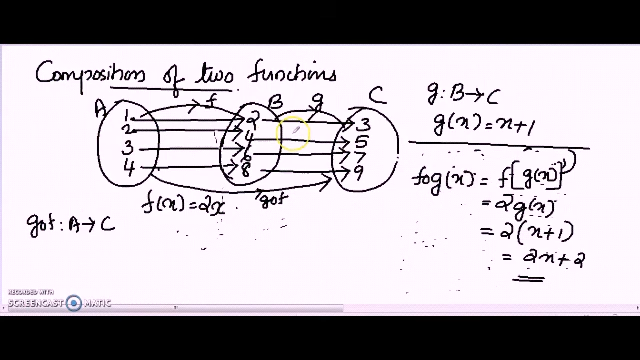 Composition of two functions
A f B g C
1 2 3
2 4 5
3 6 7
4 8 9
f(x) = 2x
gof
gof : A → C
g : B → C
g(x) = x+1
fog(x) = f[g(x)]
= 2g(x)
= 2(x+1)
= 2x+2
RECORDED WITH
SCREENCAST MATIC